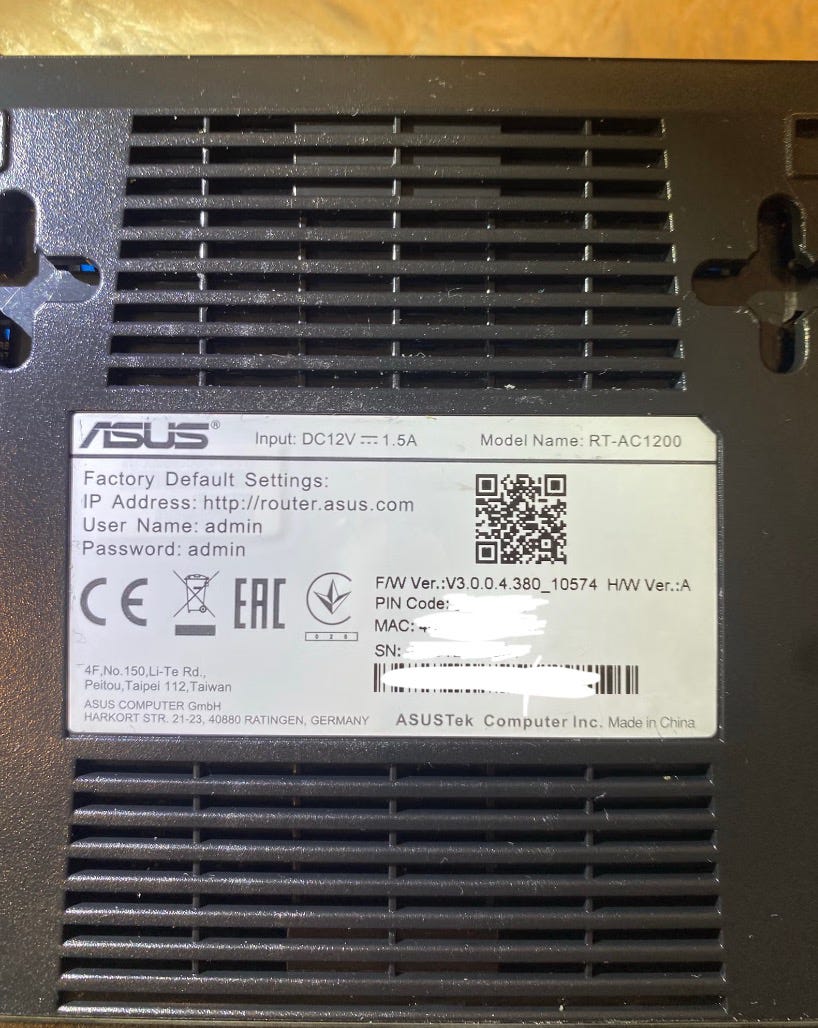 ASUS®
Input: DC12V ⎓ 1.5A
Model Name: RT-AC1200
Factory Default Settings:
IP Address: http://router.asus.com
User Name: admin
Password: admin
CE
EAC
028
F/W Ver.:V3.0.0.4.380_10574 H/W Ver.:A
PIN Code:
MAC:
SN:
4F,No.150,Li-Te Rd.,
Peitou,Taipei 112,Taiwan
ASUS COMPUTER GmbH
HARKORT STR. 21-23, 40880 RATINGEN, GERMANY
ASUSTek Computer Inc. Made in China